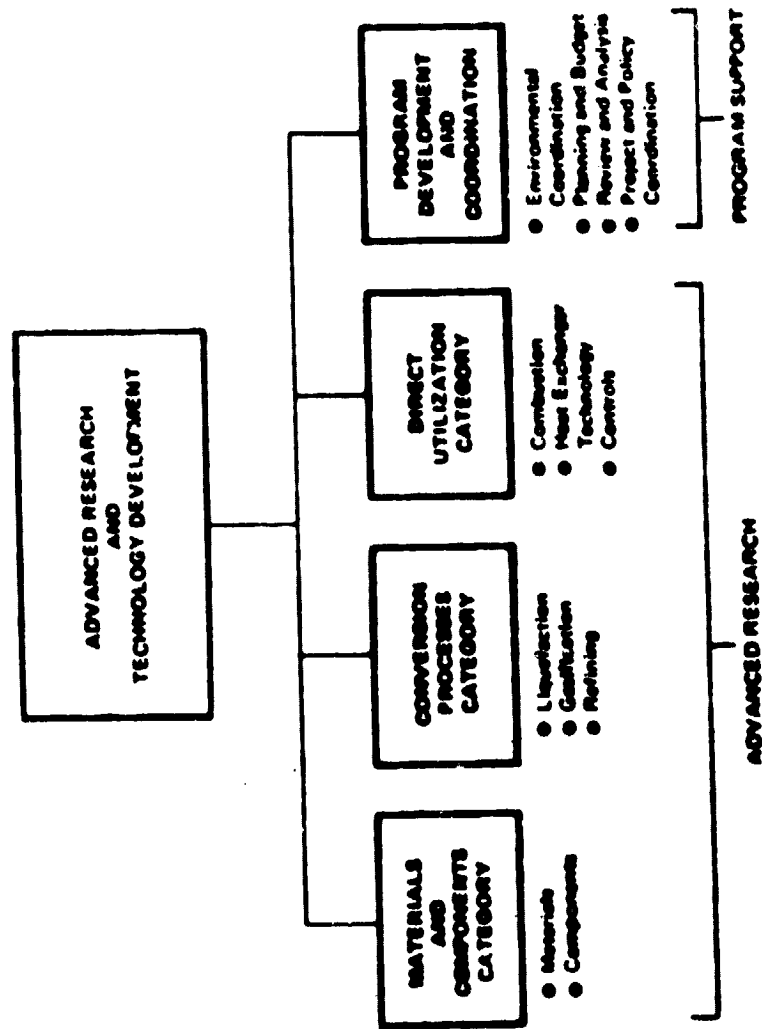 ADVANCED RESEARCH
AND
TECHNOLOGY DEVELOPMENT
MATERIALS
AND
COMPONENTS
CATEGORY
● Materials
● Components
CONVERSION
PROCESSES
CATEGORY
● Liquefaction
● Gasification
● Refining
DIRECT
UTILIZATION
CATEGORY
● Combustion
● Heat Exchanger
Technology
● Controls
PROGRAM
DEVELOPMENT
AND
COORDINATION
● Environmental
Coordination
● Planning and Budget
● Review and Analysis
● Project and Policy
Coordination
ADVANCED RESEARCH
PROGRAM SUPPORT